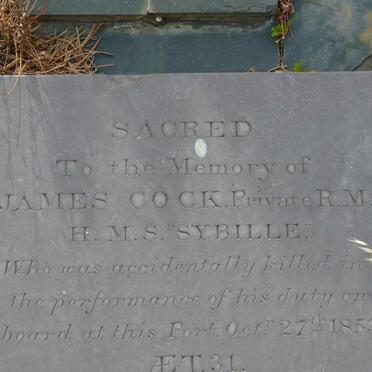 SACRED
To the Memory of
JAMES COCK. Private R.M.
H.M.S. "SYBILLE".
Who was accidentally killed in
the performance of his duty on
board at this Port, Octr. 27th
ÆT. 31.